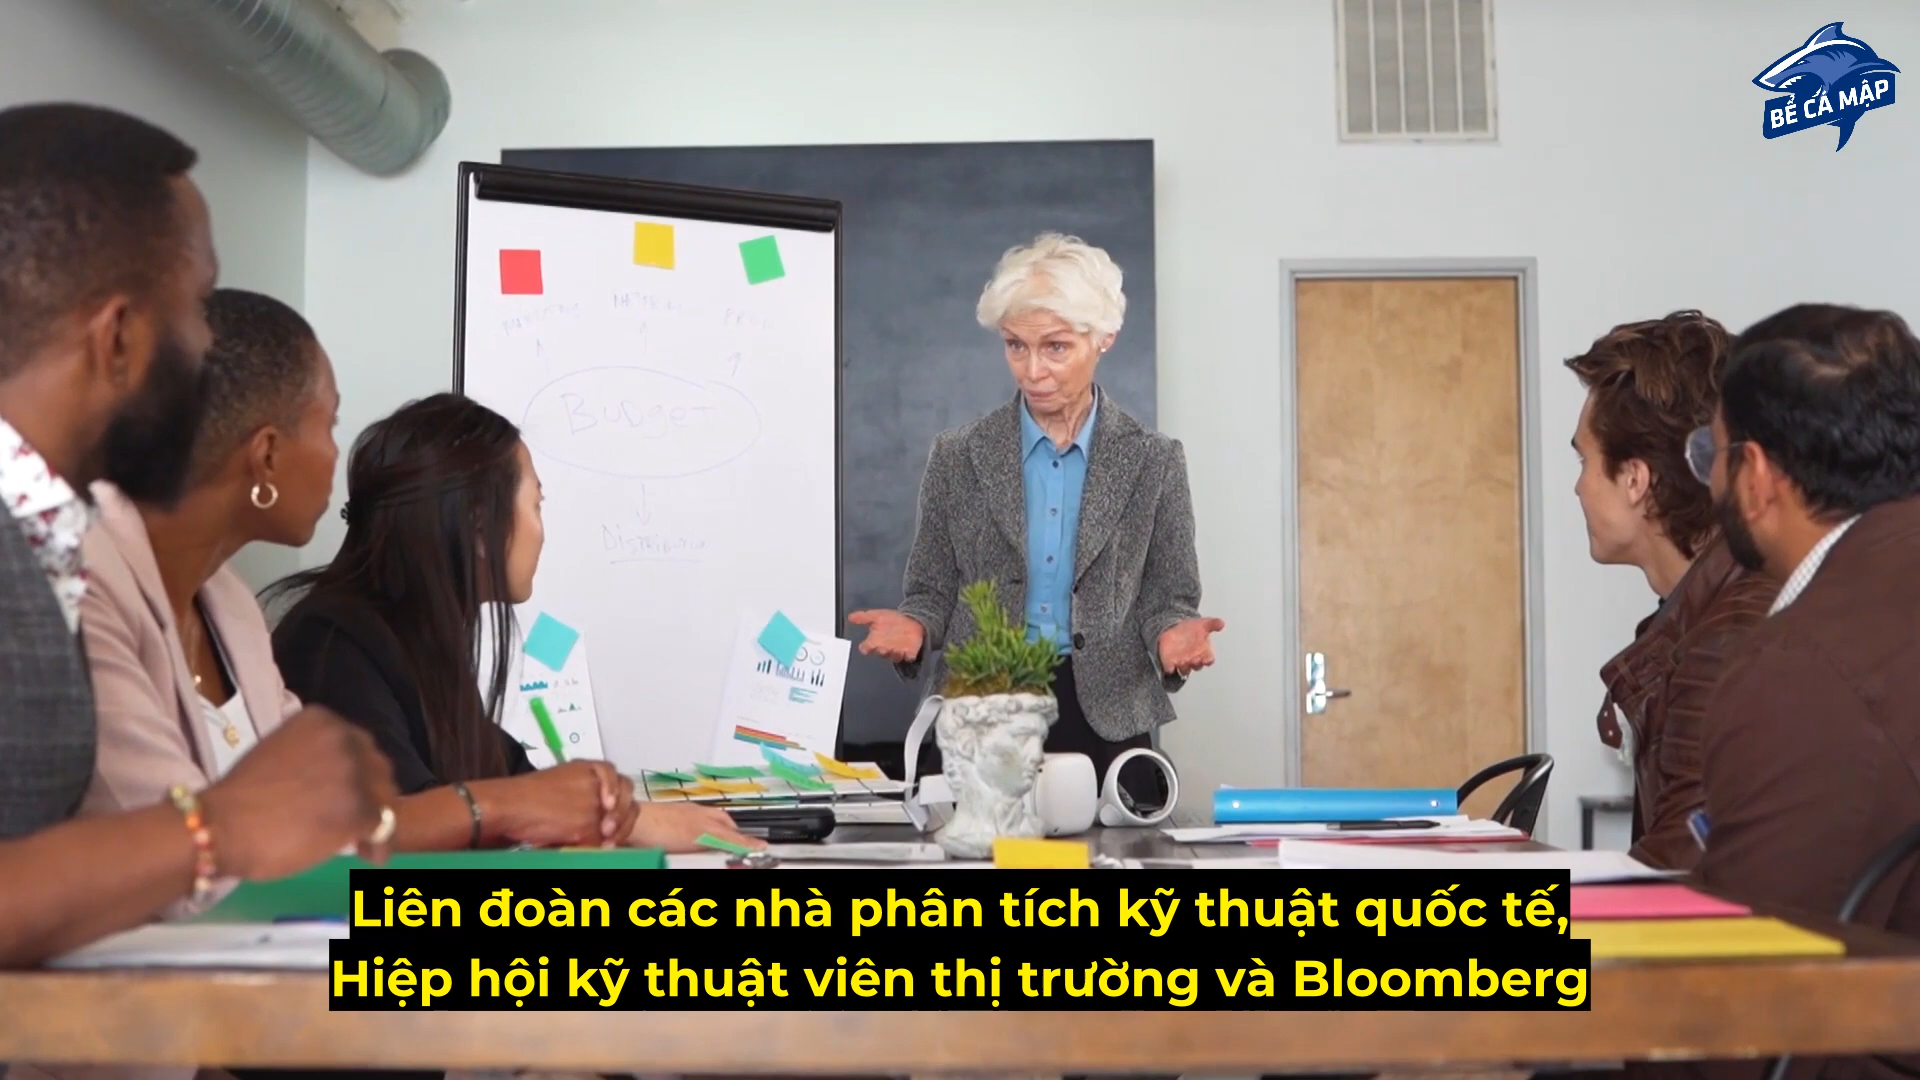 BỂ CÁ MẬP
BUDGET
Liên đoàn các nhà phân tích kỹ thuật quốc tế,
Hiệp hội kỹ thuật viên thị trường và Bloomberg